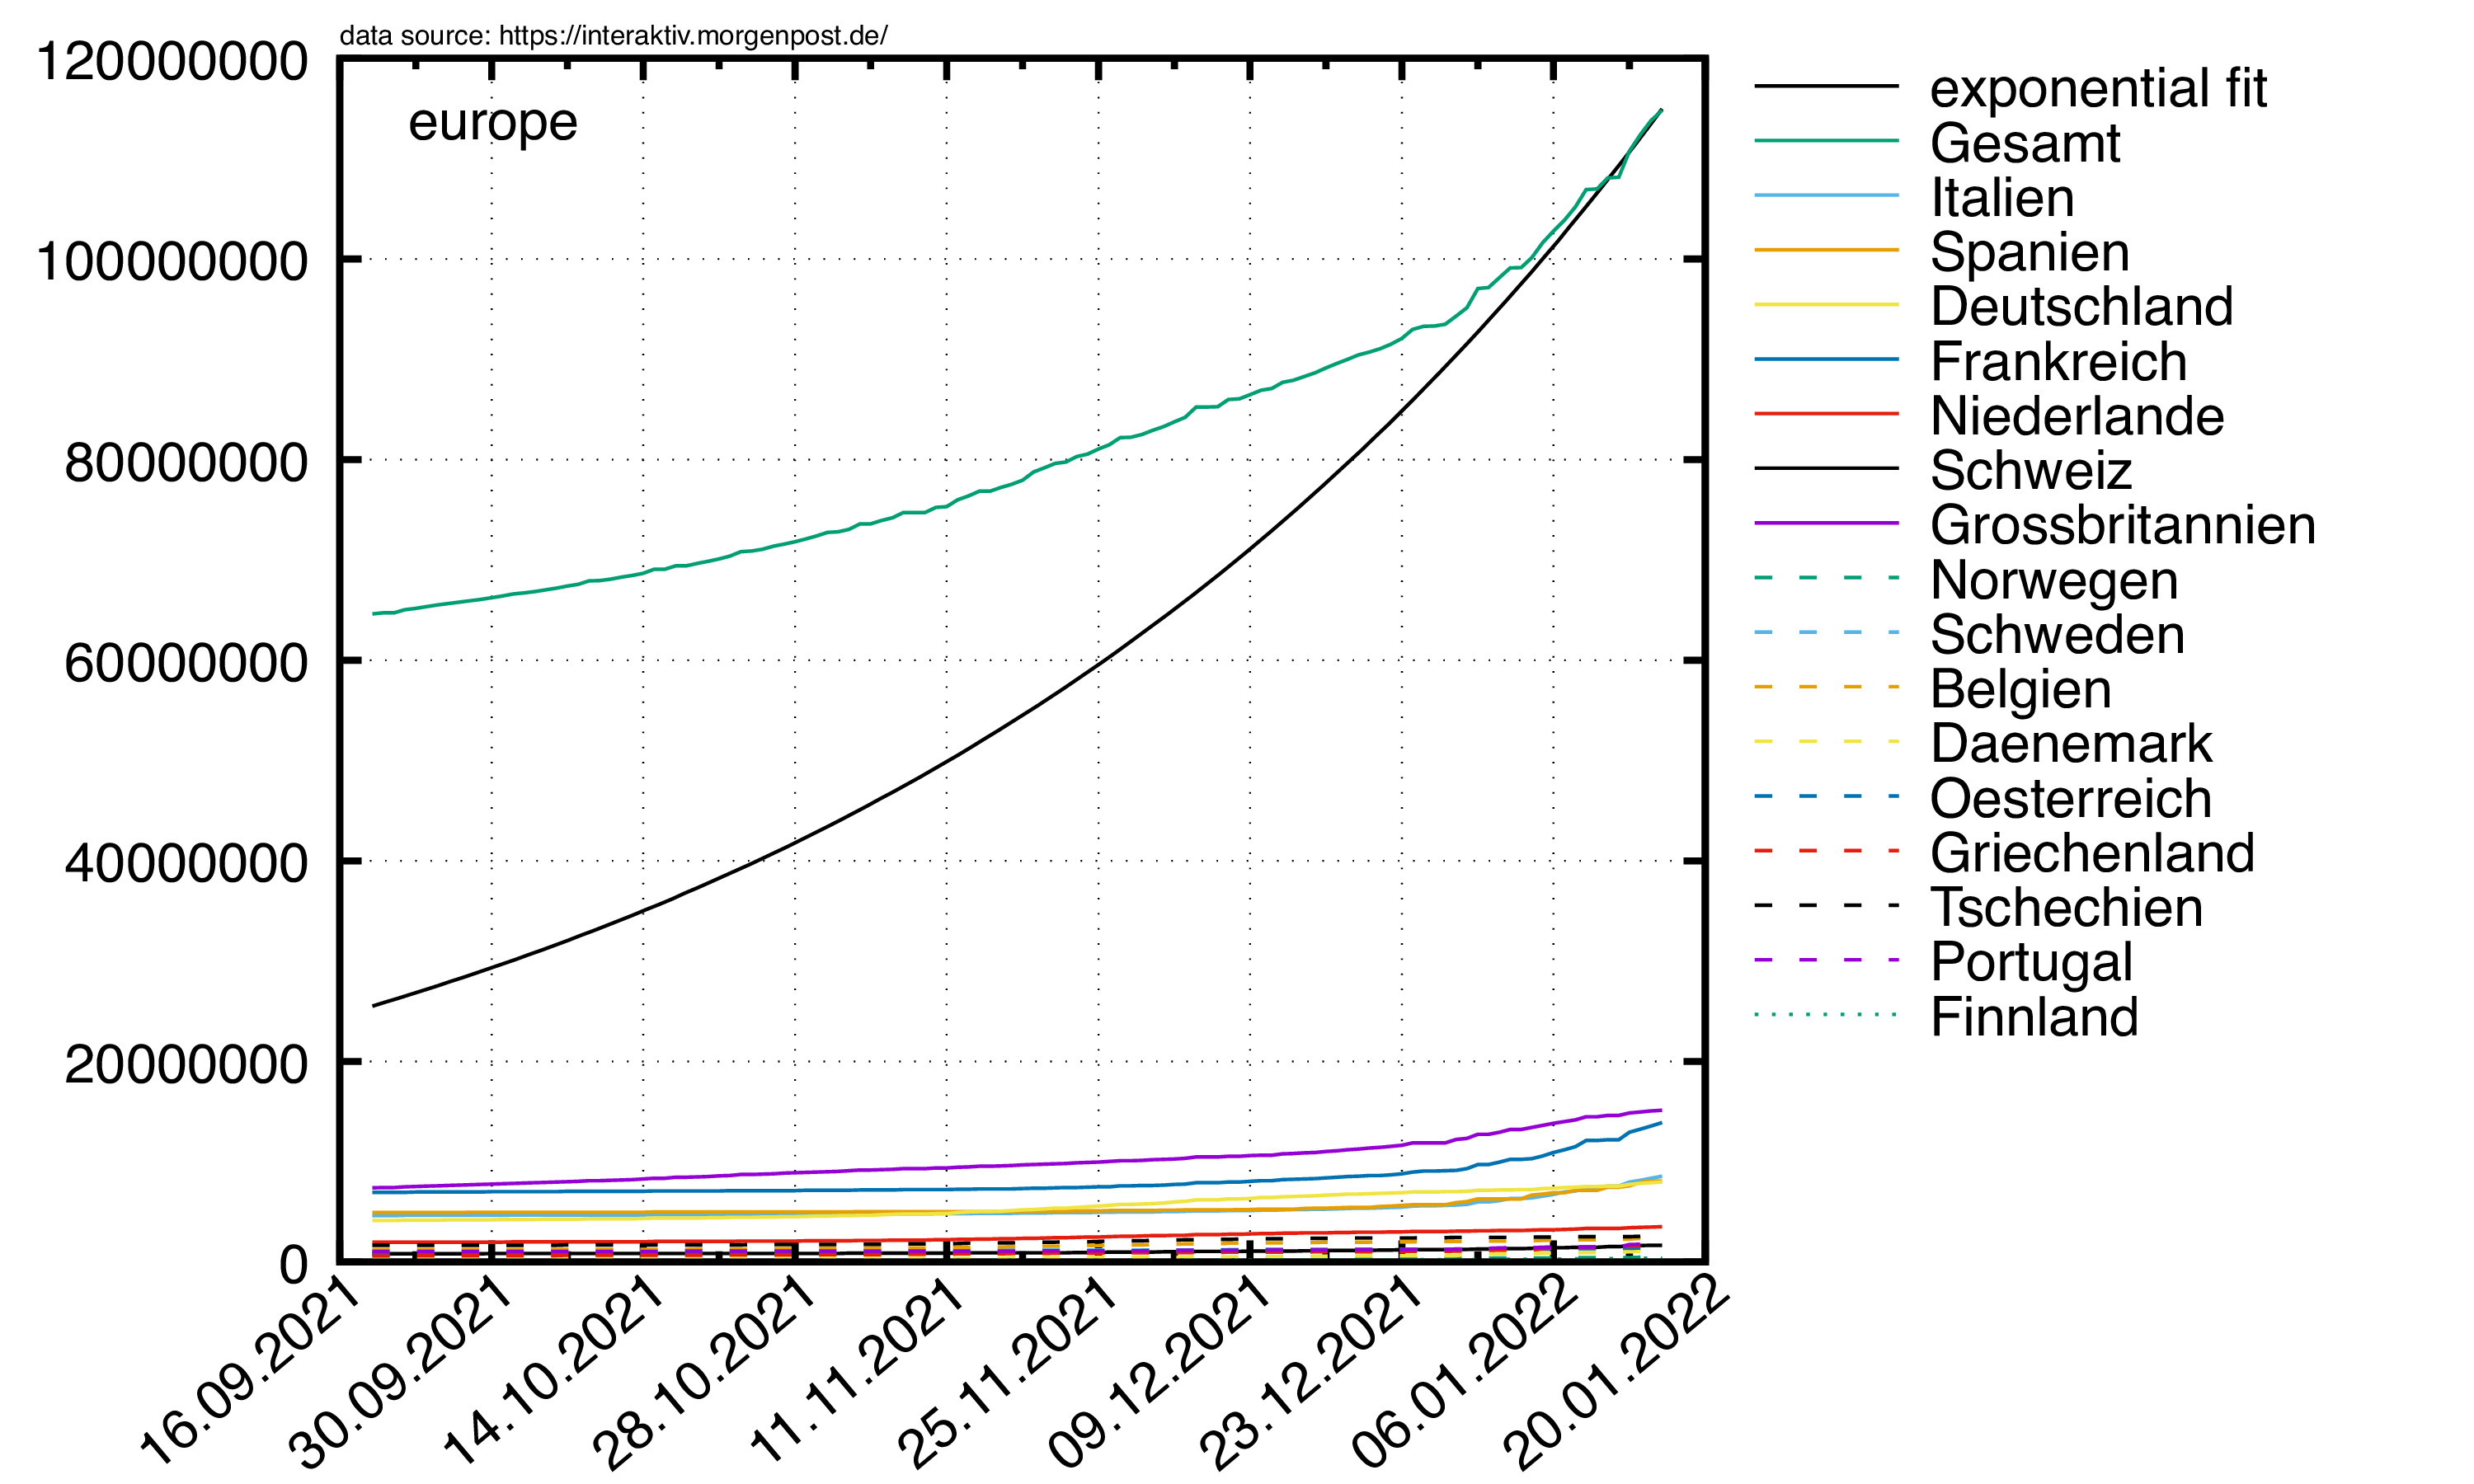 data source: https://interaktiv.morgenpost.de/
europe
120000000
100000000
80000000
60000000
40000000
20000000
0
16.09.2021
30.09.2021
14.10.2021
28.10.2021
11.11.2021
25.11.2021
09.12.2021
23.12.2021
06.01.2022
20.01.2022
exponential fit
Gesamt
Italien
Spanien
Deutschland
Frankreich
Niederlande
Schweiz
Grossbritannien
Norwegen
Schweden
Belgien
Daenemark
Oesterreich
Griechenland
Tschechien
Portugal
Finnland